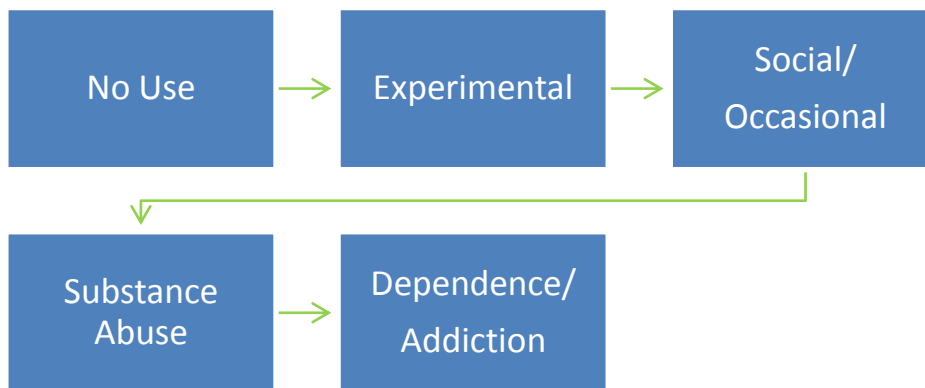 No Use
Experimental
Social/
Occasional
Substance
Abuse
Dependence/
Addiction